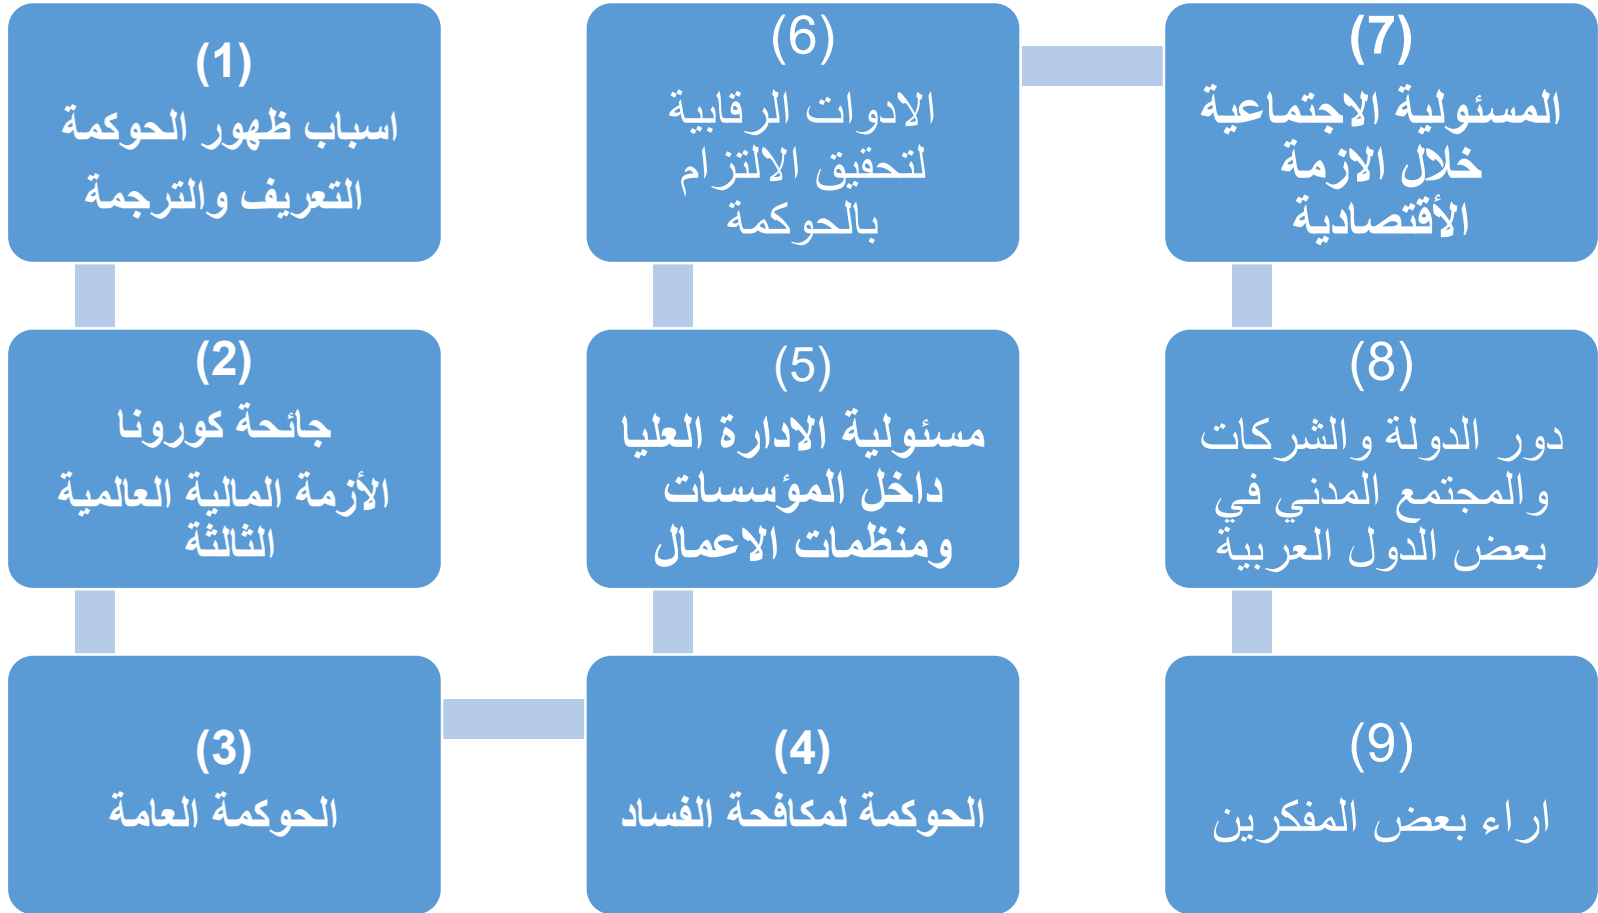 (1)
اسباب ظهور الحوكمة
التعريف والترجمة
(2)
جائحة كورونا
الأزمة المالية العالمية
الثالثة
(3)
الحوكمة العامة
(4)
الحوكمة لمكافحة الفساد
(5)
مسئولية الادارة العليا
داخل المؤسسات
ومنظمات الاعمال
(6)
الادوات الرقابية
لتحقيق الالتزام
بالحوكمة
(7)
المسئولية الاجتماعية
خلال الازمة
الأقتصادية
(8)
دور الدولة والشركات
والمجتمع المدني في
بعض الدول العربية
(9)
اراء بعض المفكرين